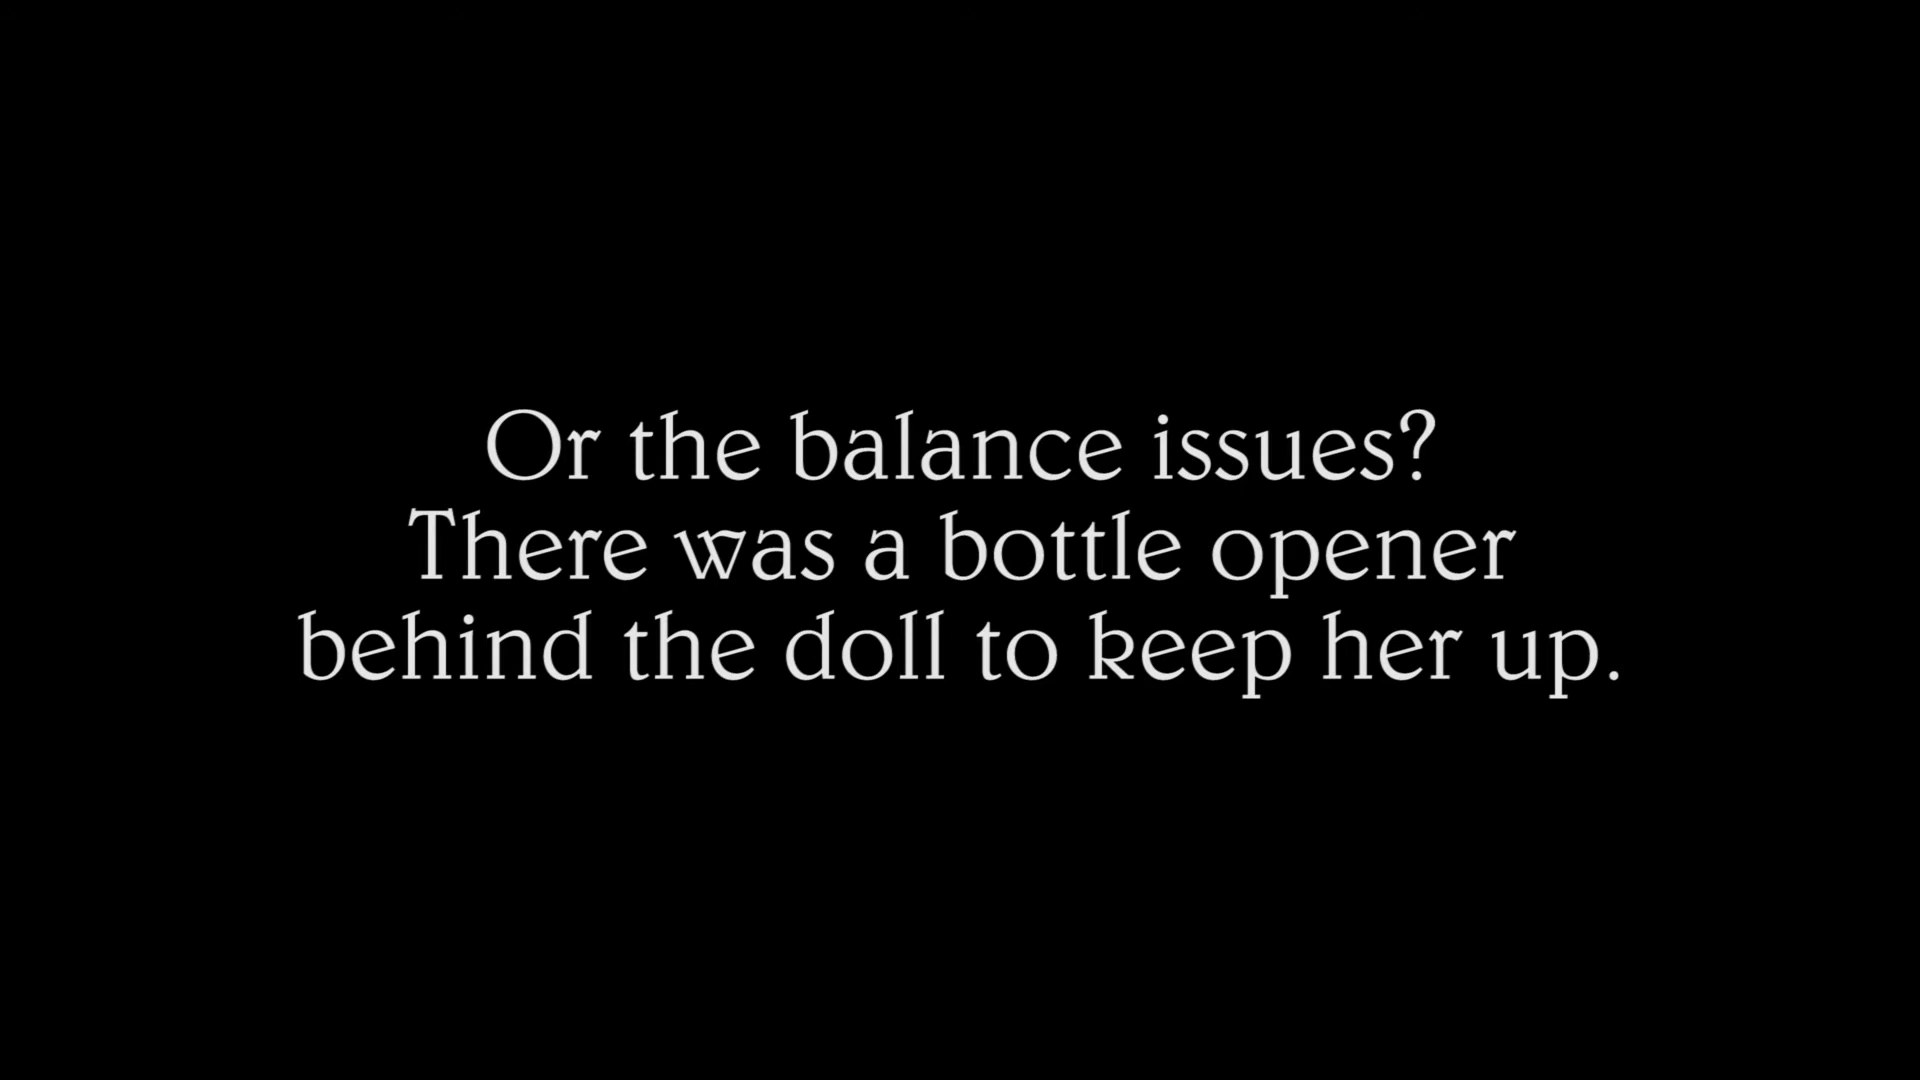 Or the balance issues?
There was a bottle opener
behind the doll to keep her up.